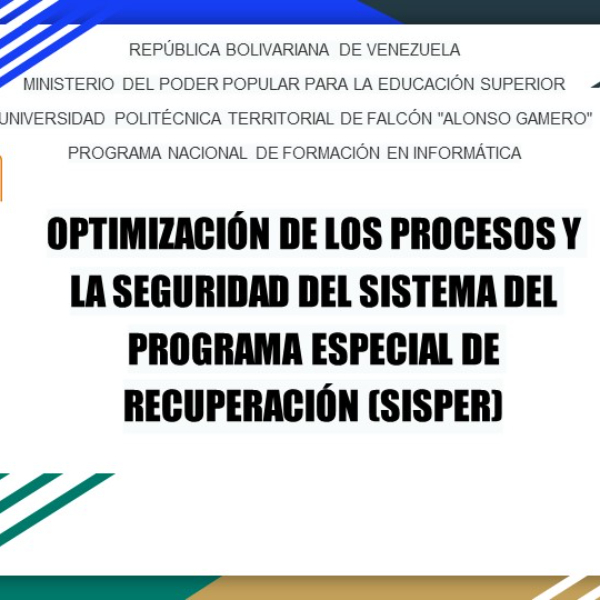 REPÚBLICA BOLIVARIANA DE VENEZUELA
MINISTERIO DEL PODER POPULAR PARA LA EDUCACIÓN SUPERIOR
UNIVERSIDAD POLITÉCNICA TERRITORIAL DE FALCÓN "ALONSO GAMERO"
PROGRAMA NACIONAL DE FORMACIÓN EN INFORMÁTICA
OPTIMIZACIÓN DE LOS PROCESOS Y
LA SEGURIDAD DEL SISTEMA DEL
PROGRAMA ESPECIAL DE
RECUPERACIÓN (SISPER)